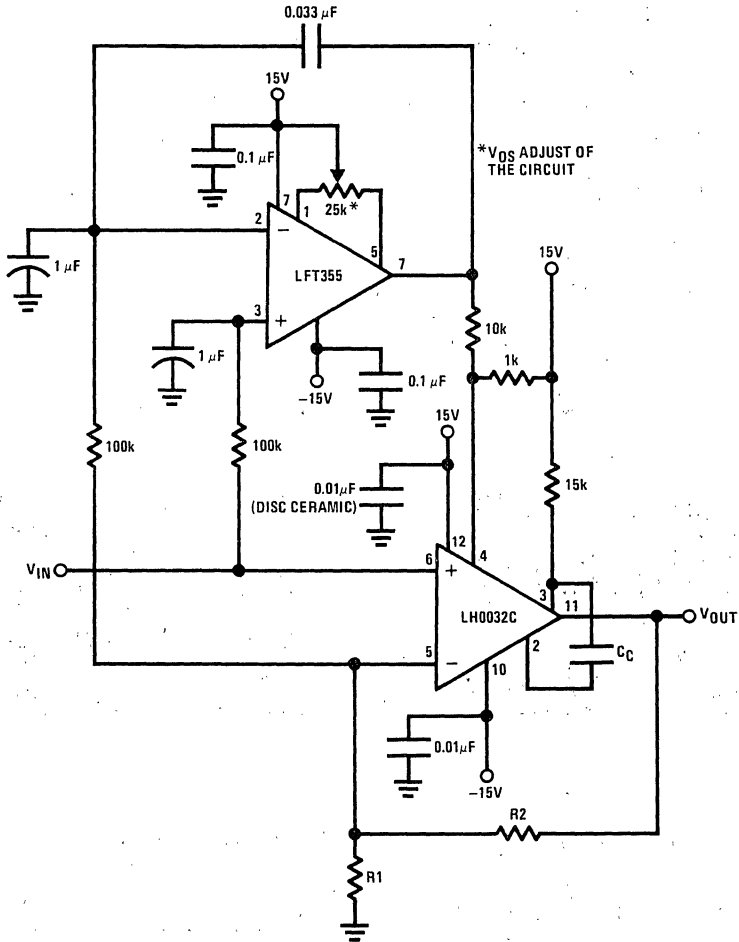 0.033 μF
15V
0.1 μF
*VOS ADJUST OF
THE CIRCUIT
7
1
25k*
2
−
5
15V
1 μF
LFT355
7
3
+
10k
1k
1 μF
−15V
0.1 μF
15V
100k
100k
0.01μF
(DISC CERAMIC)
15k
12
4
VIN
6
+
3
11
LH0032C
VOUT
5
−
2
CC
10
0.01μF
−15V
R2
R1